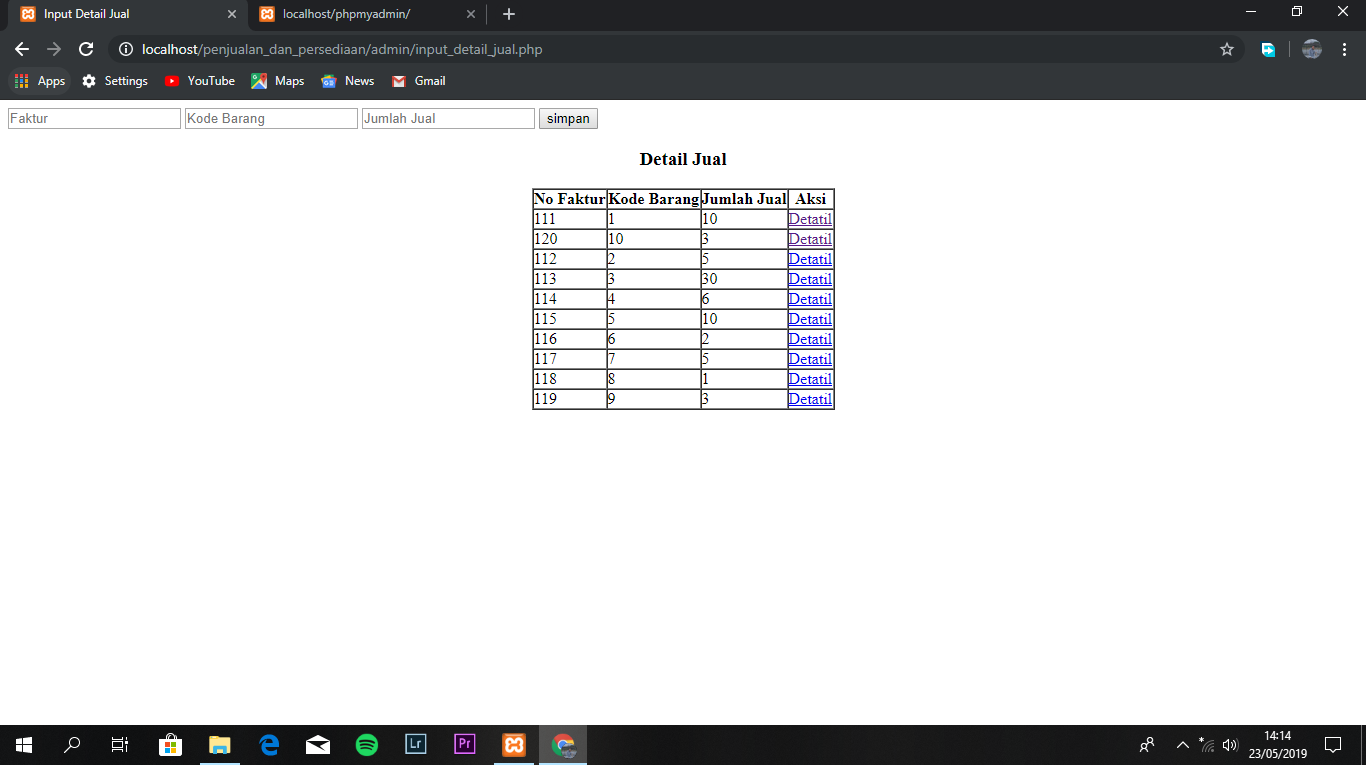 Input Detail Jual
localhost/phpmyadmin/
localhost/penjualan_dan_persediaan/admin/input_detail_jual.php
Apps Settings YouTube Maps News Gmail
Faktur Kode Barang Jumlah Jual simpan
Detail Jual
No Faktur Kode Barang Jumlah Jual Aksi
111 1 10 Detatil
120 10 3 Detatil
112 2 5 Detatil
113 3 30 Detatil
114 4 6 Detatil
115 5 10 Detatil
116 6 2 Detatil
117 7 5 Detatil
118 8 1 Detatil
119 9 3 Detatil
Lr Pr
14:14
23/05/2019